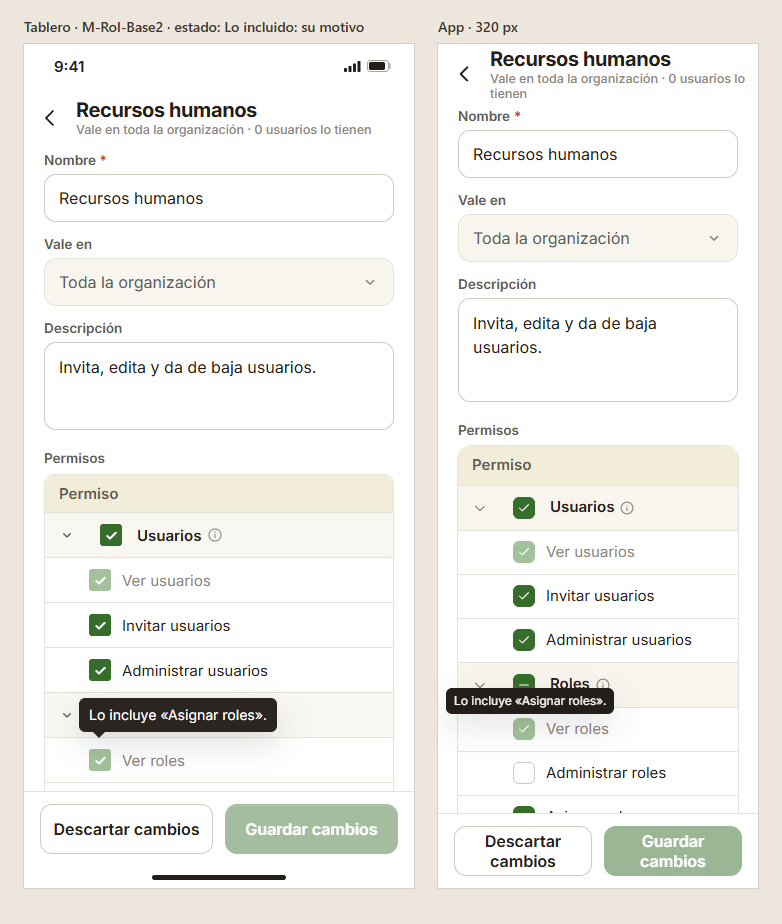 Tablero · M-Rol-Base2 · estado: Lo incluido: su motivo
9:41
Recursos humanos
Vale en toda la organización · 0 usuarios lo tienen
Nombre *
Recursos humanos
Vale en
Toda la organización
Descripción
Invita, edita y da de baja usuarios.
Permisos
Permiso
Usuarios
Ver usuarios
Invitar usuarios
Administrar usuarios
Lo incluye «Asignar roles».
Ver roles
Descartar cambios
Guardar cambios
App · 320 px
Recursos humanos
Vale en toda la organización · 0 usuarios lo
tienen
Nombre *
Recursos humanos
Vale en
Toda la organización
Descripción
Invita, edita y da de baja
usuarios.
Permisos
Permiso
Usuarios
Ver usuarios
Invitar usuarios
Administrar usuarios
Roles
Lo incluye «Asignar roles».
Ver roles
Administrar roles
Descartar
cambios
Guardar
cambios